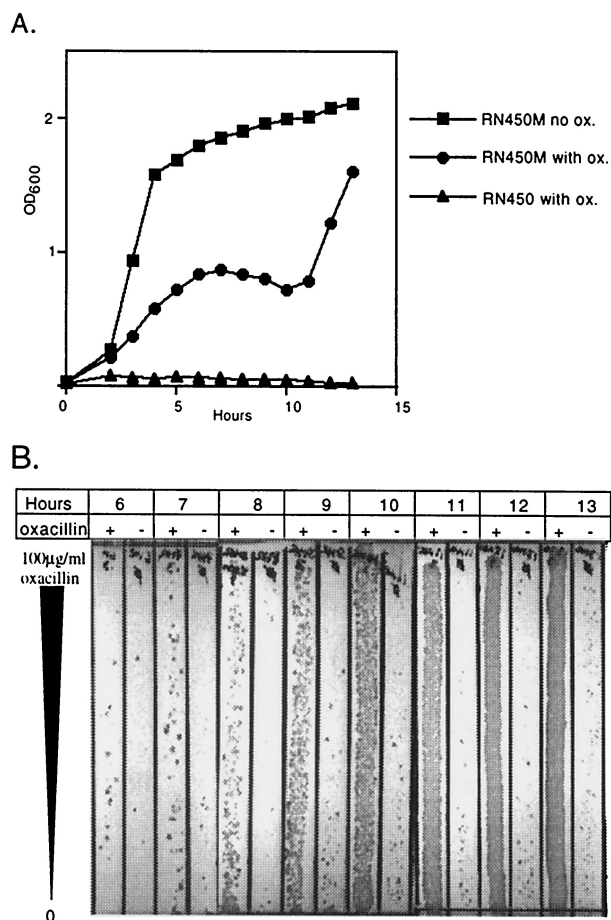 A.
2
1
OD600
0
5
10
15
Hours
RN450M no ox.
RN450M with ox.
RN450 with ox.
B.
Hours 6 7 8 9 10 11 12 13
oxacillin + - + - + - + - + - + - + - + -
100µg/ml
oxacillin
0